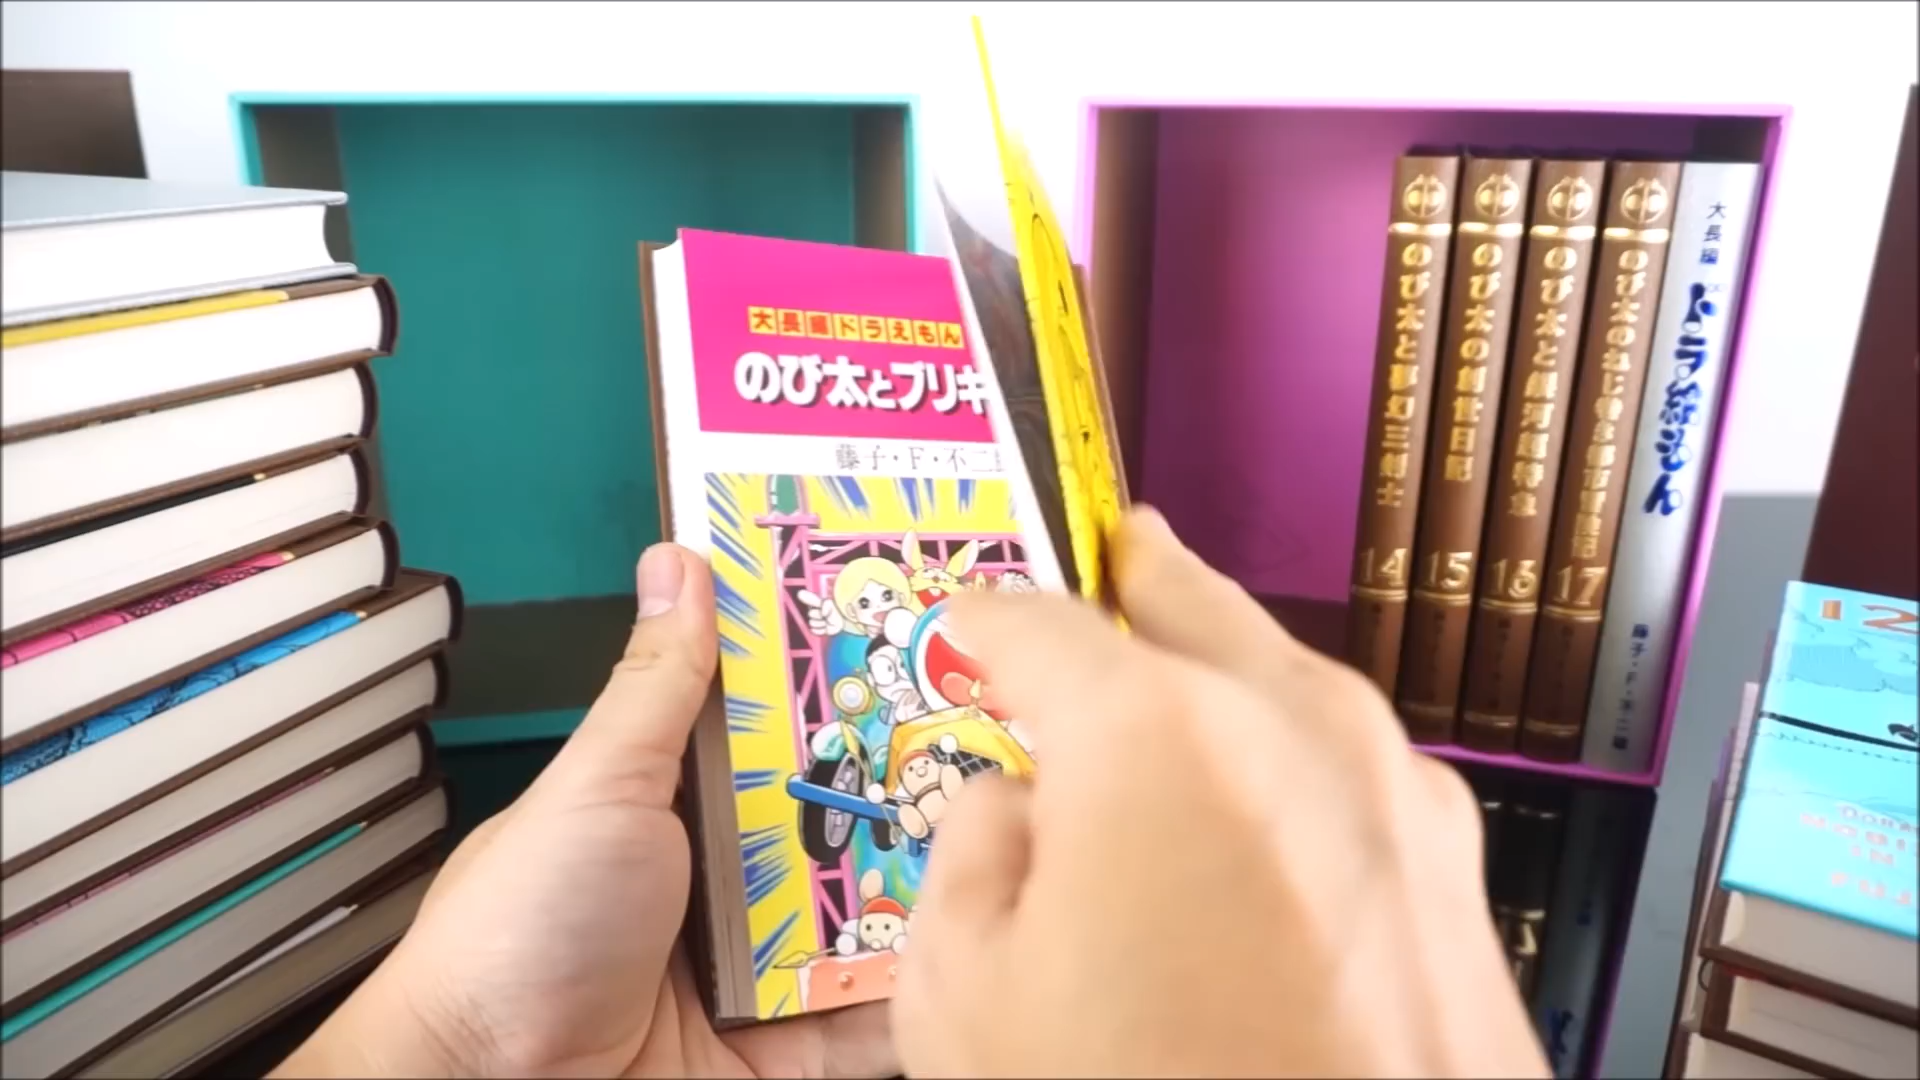 大長編ドラえもん
のび太とブリキ
藤子・F・不二
のび太と夢幻三剣士
14
のび太の創世日記
15
のび太と銀河超特急
16
のび太のねじ巻き都市冒険記
17
大長編
ドラえもん
藤子・F・不二雄
12